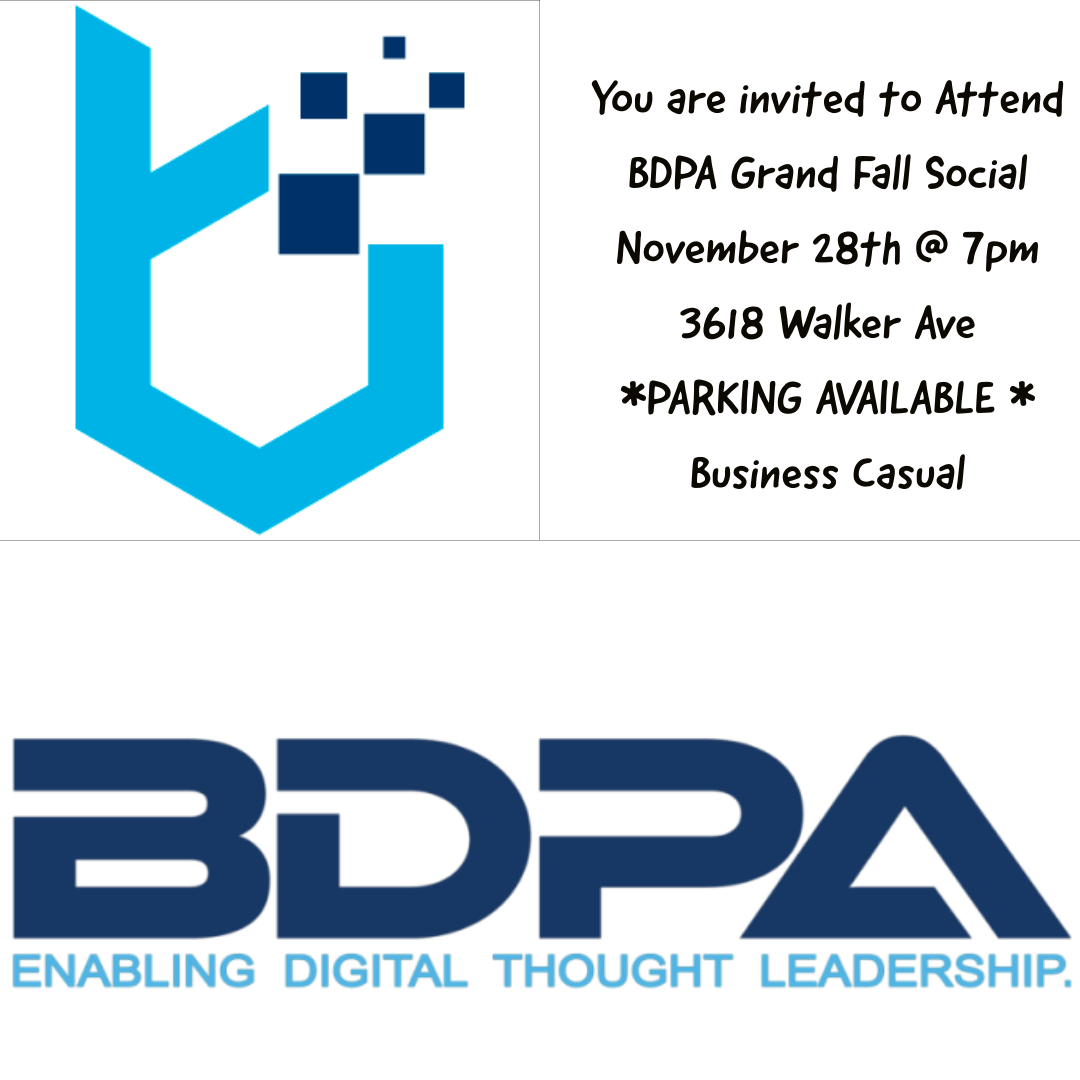 You are invited to Attend
BDPA Grand Fall Social
November 28th @ 7pm
3618 Walker Ave
*PARKING AVAILABLE *
Business Casual
BDPA
ENABLING DIGITAL THOUGHT LEADERSHIP.